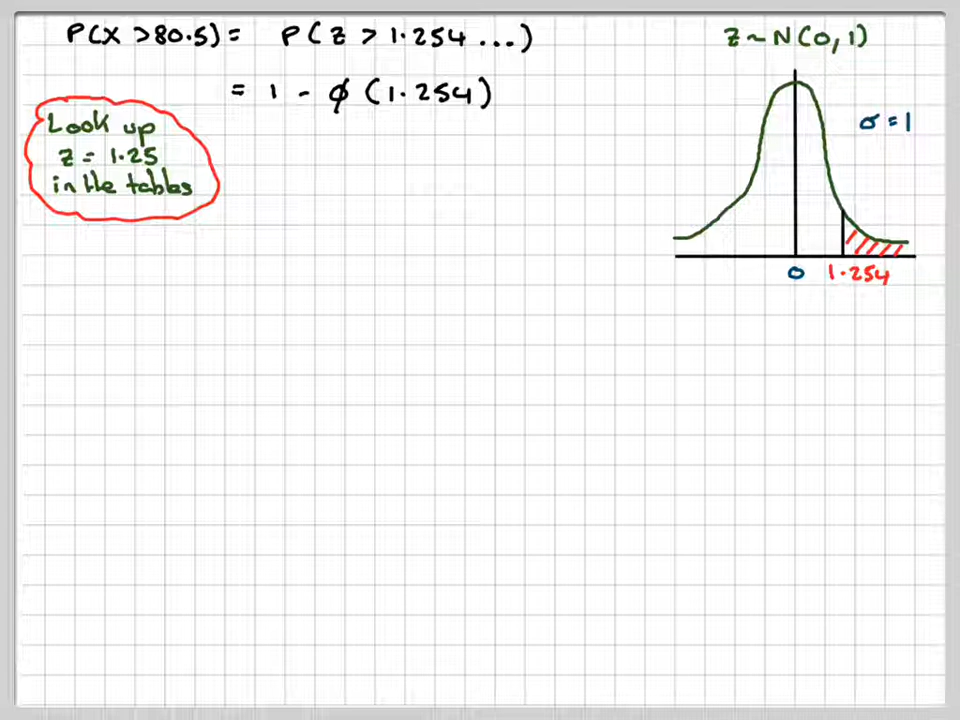 P(X >80.5) = P(Z > 1.254 ...)
= 1 - ϕ (1.254)
Look up
z = 1.25
in the tables
Z ~ N(0,1)
σ = 1
0 1.254